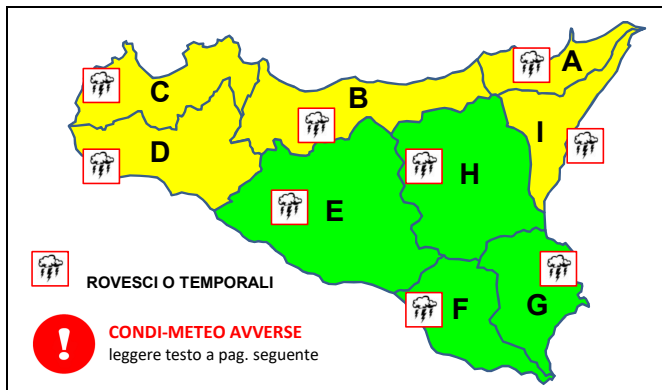 A
C
B
I
D
H
E
F
G
ROVESCI O TEMPORALI
!
CONDI-METEO AVVERSE
leggere testo a pag. seguente